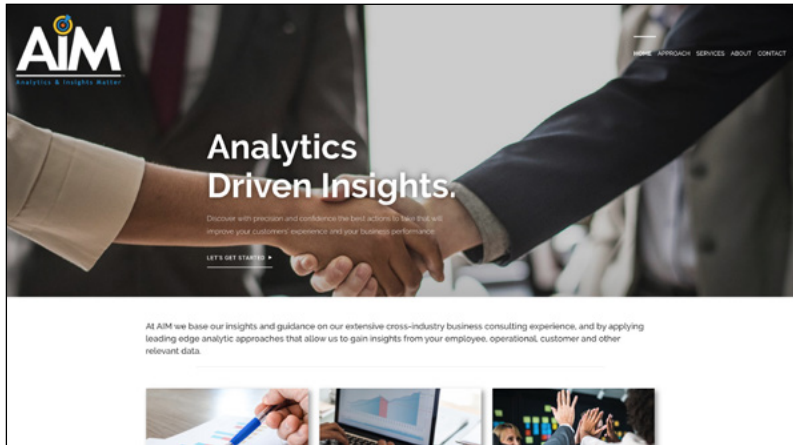 AiM
Analytics & Insights Matter
HOME APPROACH SERVICES ABOUT CONTACT
Analytics
Driven Insights.
Discover with precision and confidence the best actions to take that will
improve your customers' experience and your business performance
LET'S GET STARTED
At AIM we base our insights and guidance on our extensive cross-industry business consulting experience, and by applying
leading edge analytic approaches that allow us to gain insights from your employee, operational, customer and other
relevant data.